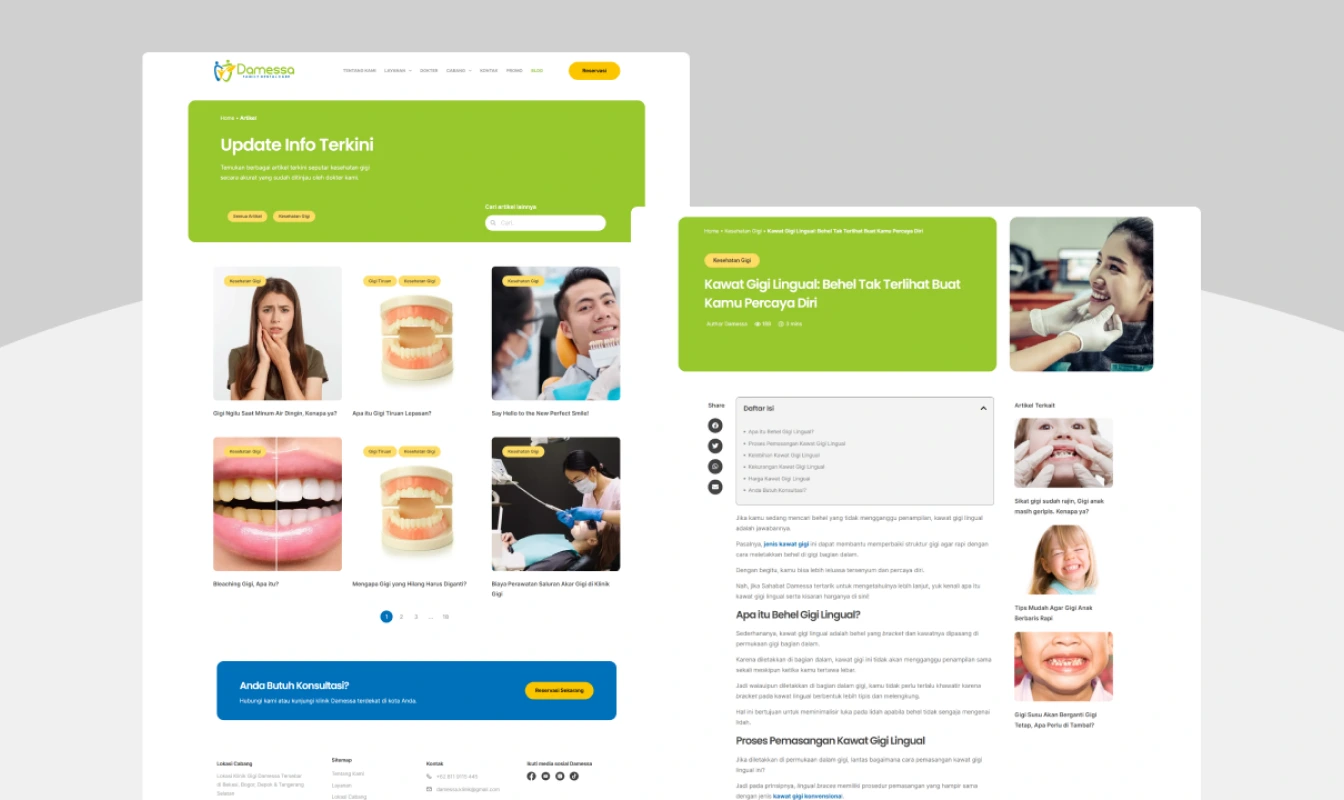 Damessa
FAMILY DENTAL CARE
TENTANG KAMI LAYANAN DOKTER CABANG KONTAK PROMO BLOG
Reservasi
Home » Artikel
Update Info Terkini
Temukan berbagai artikel terkini seputar kesehatan gigi
secara akurat yang sudah ditinjau oleh dokter kami.
Semua Artikel Kesehatan Gigi
Cari artikel lainnya
Cari..
Kesehatan Gigi
Gigi Tiruan Kesehatan Gigi
Kesehatan Gigi
Gigi Ngilu Saat Minum Air Dingin, Kenapa ya?
Apa itu Gigi Tiruan Lepasan?
Say Hello to the New Perfect Smile!
Kesehatan Gigi
Gigi Tiruan Kesehatan Gigi
Kesehatan Gigi
Bleaching Gigi, Apa Itu?
Mengapa Gigi yang Hilang Harus Diganti?
Biaya Perawatan Saluran Akar Gigi di Klinik
Gigi
1 2 3 ... 18
Anda Butuh Konsultasi?
Hubungi kami atau kunjungi klinik Damessa terdekat di kota Anda.
Reservasi Sekarang
Lokasi Cabang
Lokasi Klinik Gigi Damessa Tersebar
di Bekasi, Bogor, Depok & Tangerang
Selatan
Sitemap
Tentang kami
Layanan
Lokasi Cabang
Kontak
damessaclinik@gmail.com
Ikuti media sosial Damessa
Home » Kesehatan Gigi » Kawat Gigi Lingual: Behel Tak Terlihat Buat Kamu Percaya Diri
Kesehatan Gigi
Kawat Gigi Lingual: Behel Tak Terlihat Buat
Kamu Percaya Diri
Author Damessa 3 mins
Share
Daftar Isi
Apa itu Behel Gigi Lingual?
Proses Pemasangan Kawat Gigi Lingual
Kelebihan Kawat Gigi Lingual
Kekurangan Kawat Gigi Lingual
Harga Kawat Gigi Lingual
Anda Butuh Konsultasi?
Jika kamu sedang mencari behel yang tidak mengganggu penampilan, kawat gigi lingual
adalah jawabannya.
Pasalnya, jenis kawat gigi ini dapat membantu memperbaiki struktur gigi agar rapi dengan
cara meletakkan behel di gigi bagian dalam.
Dengan begitu, kamu bisa lebih leluasa tersenyum dan percaya diri.
Nah, jika Sahabat Damessa tertarik untuk mengetahuinya lebih lanjut, yuk kenali apa itu
kawat gigi lingual serta kisaran harganya di sini!
Apa itu Behel Gigi Lingual?
Sederhananya, kawat gigi lingual adalah behel yang bracket dan kawatnya dipasang di
permukaan gigi bagian dalam.
Karena diletakkan di bagian dalam, kawat gigi ini tidak akan mengganggu penampilan sama
sekali meskipun ketika kamu tertawa lebar.
Jadi walaupun diletakkan di bagian dalam gigi, kamu tidak perlu terlalu khawatir karena
bracket pada kawat lingual berbentuk lebih tipis dan melengkung.
Hal ini bertujuan untuk meminimalisir luka pada lidah apabila behel tidak sengaja mengenai
lidah.
Proses Pemasangan Kawat Gigi Lingual
Jika diletakkan di permukaan dalam gigi, lantas bagaimana cara pemasangan kawat gigi
lingual ini?
Jadi pada prinsipnya, lingual braces memiliki prosedur pemasangan yang hampir sama
dengan jenis kawat gigi konvensional.
Artikel Terkait
Sikat gigi sudah rajin, Gigi anak
masih geripis. Kenapa ya?
Tips Mudah Agar Gigi Anak
Berbaris Rapi
Gigi Susu Akan Berganti Gigi
Tetap, Apa Perlu di Tambal?